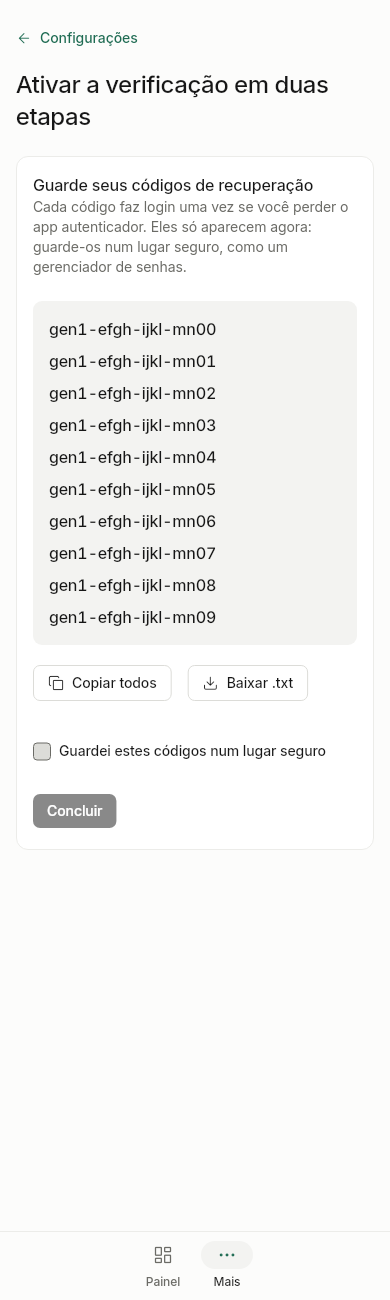 Configurações
Ativar a verificação em duas
etapas
Guarde seus códigos de recuperação
Cada código faz login uma vez se você perder o
app autenticador. Eles só aparecem agora:
guarde-os num lugar seguro, como um
gerenciador de senhas.
gen1-efgh-ijkl-mn00
gen1-efgh-ijkl-mn01
gen1-efgh-ijkl-mn02
gen1-efgh-ijkl-mn03
gen1-efgh-ijkl-mn04
gen1-efgh-ijkl-mn05
gen1-efgh-ijkl-mn06
gen1-efgh-ijkl-mn07
gen1-efgh-ijkl-mn08
gen1-efgh-ijkl-mn09
Copiar todos
Baixar .txt
Guardei estes códigos num lugar seguro
Concluir
Painel
Mais